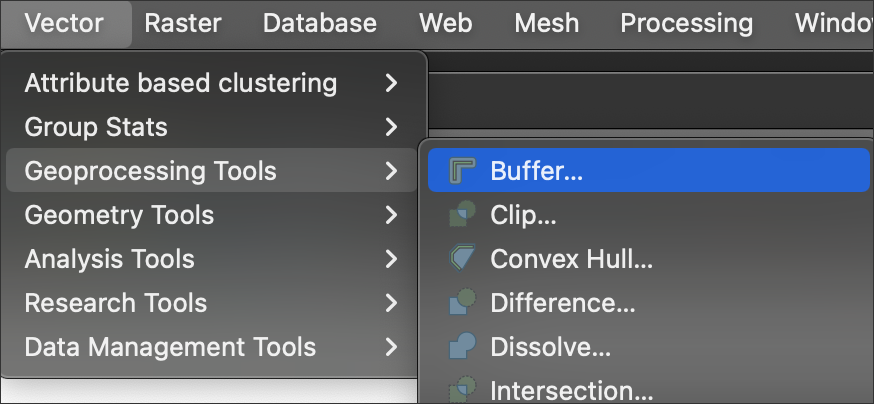 Vector Raster Database Web Mesh Processing
Attribute based clustering
Group Stats
Geoprocessing Tools
Geometry Tools
Analysis Tools
Research Tools
Data Management Tools
Buffer...
Clip...
Convex Hull...
Difference...
Dissolve...
Intersection...